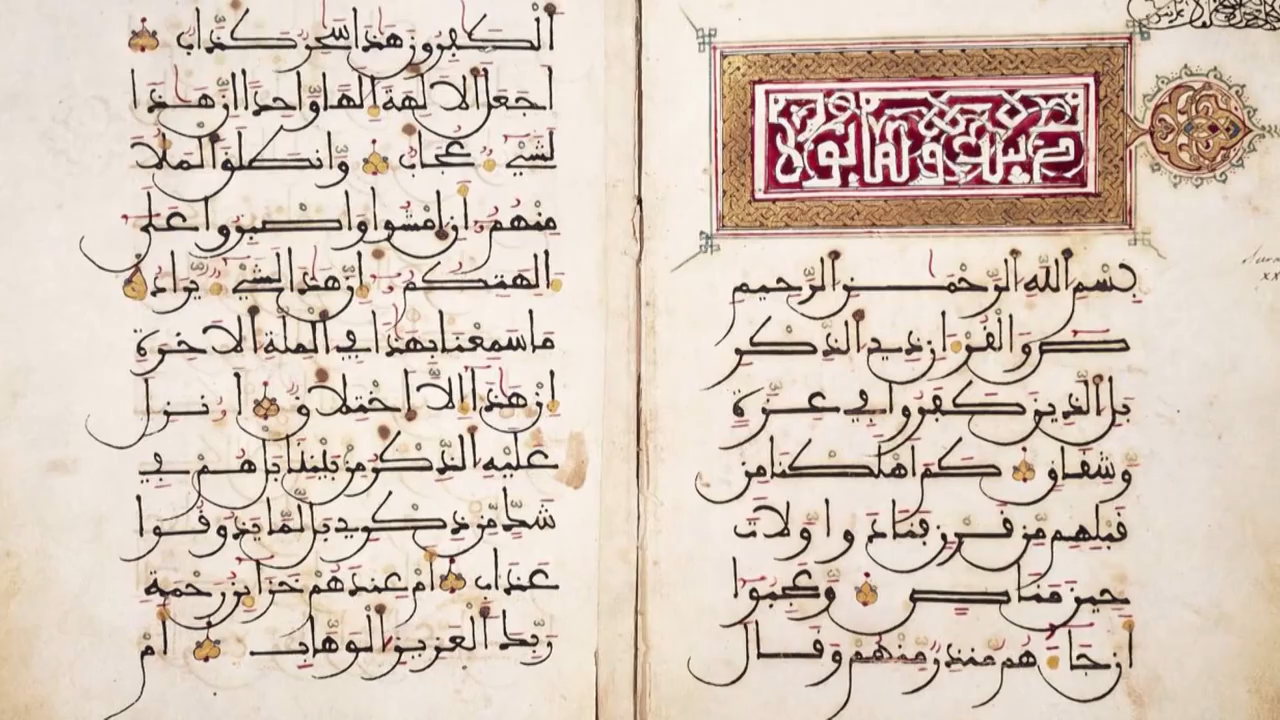 بسم الله الرحمن الرحيم
ص والقرءان ذي الذكر
بل الذين كفروا في عزة
وشقاق كم اهلكنا من
قبلهم من قرن فنادوا ولات
حين مناص وعجبوا
ان جاءهم منذر منهم وقال
الكفرون هذا سحر كذاب
اجعل الالهة الها واحدا ان هذا
لشيء عجاب وانطلق الملا
منهم ان امشوا واصبروا على
الهتكم ان هذا لشيء يراد
ما سمعنا بهذا في الملة الاخرة
ان هذا الا اختلاق ا۟نزل
عليه الذكر من بيننا بل هم في
شك من ذكري بل لما يذوقوا
عذاب ام عندهم خزاين رحمة
ربك العزيز الوهاب ام